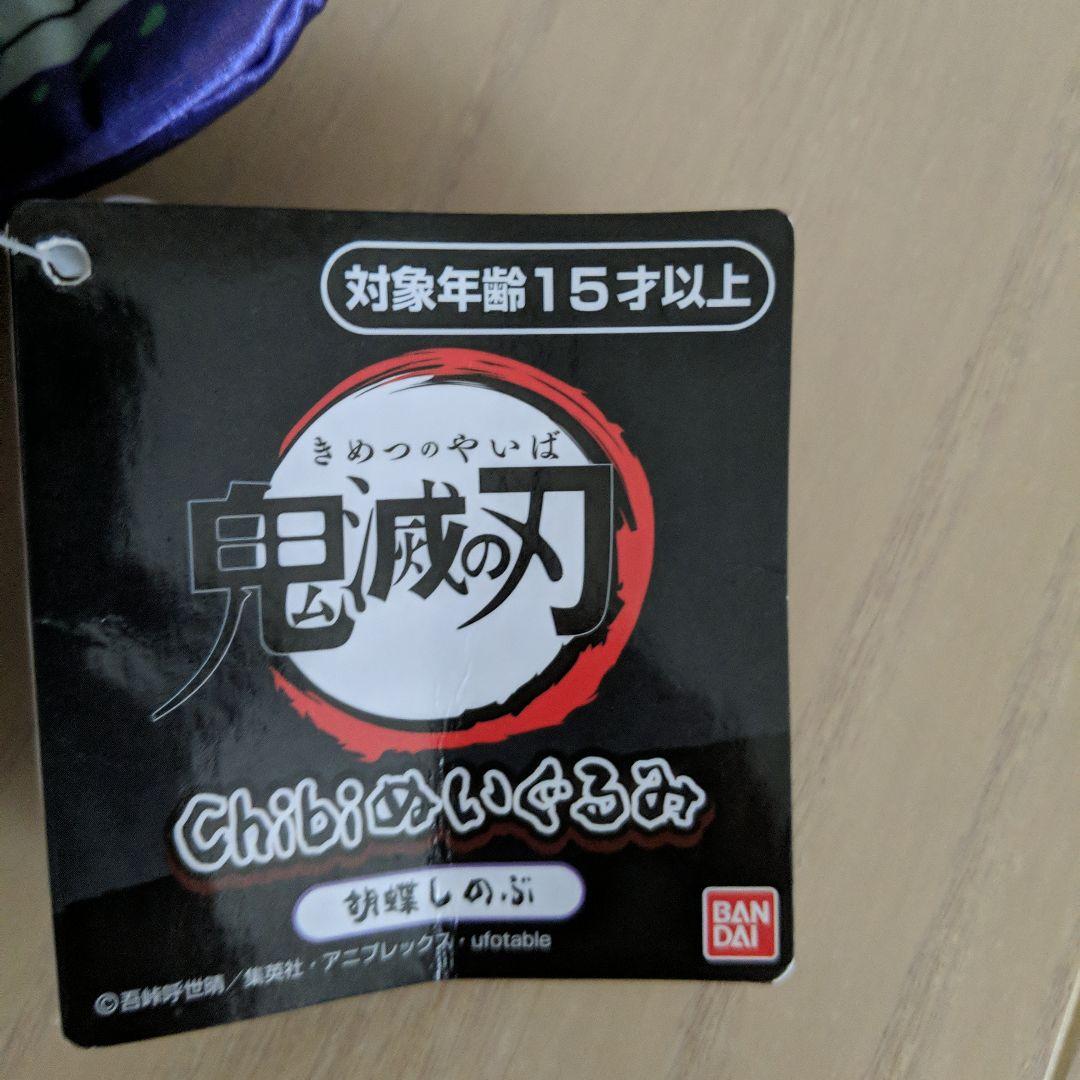 対象年齢15才以上
きめつのやいば
鬼滅の刃
Chibiぬいぐるみ
胡蝶しのぶ
©吾峠呼世晴／集英社・アニプレックス・ufotable
BAN
DAI